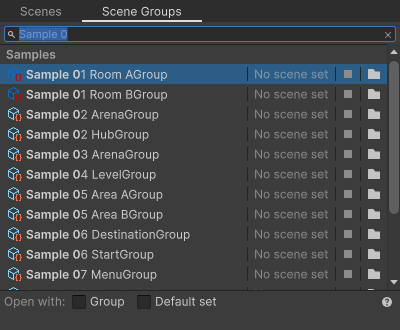 Scenes Scene Groups
Sample 0
Samples
Sample 01 Room AGroup No scene set
Sample 01 Room BGroup No scene set
Sample 02 ArenaGroup No scene set
Sample 02 HubGroup No scene set
Sample 03 ArenaGroup No scene set
Sample 04 LevelGroup No scene set
Sample 05 Area AGroup No scene set
Sample 05 Area BGroup No scene set
Sample 06 DestinationGroup No scene set
Sample 06 StartGroup No scene set
Sample 07 MenuGroup No scene set
Open with: Group Default set